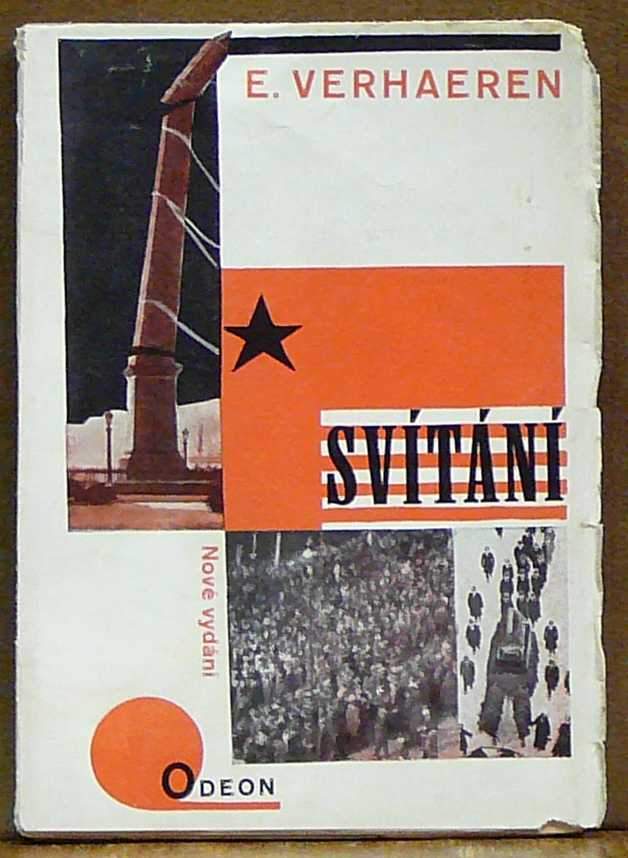 E. VERHAEREN
SVÍTÁNÍ
Nové vydání
ODEON